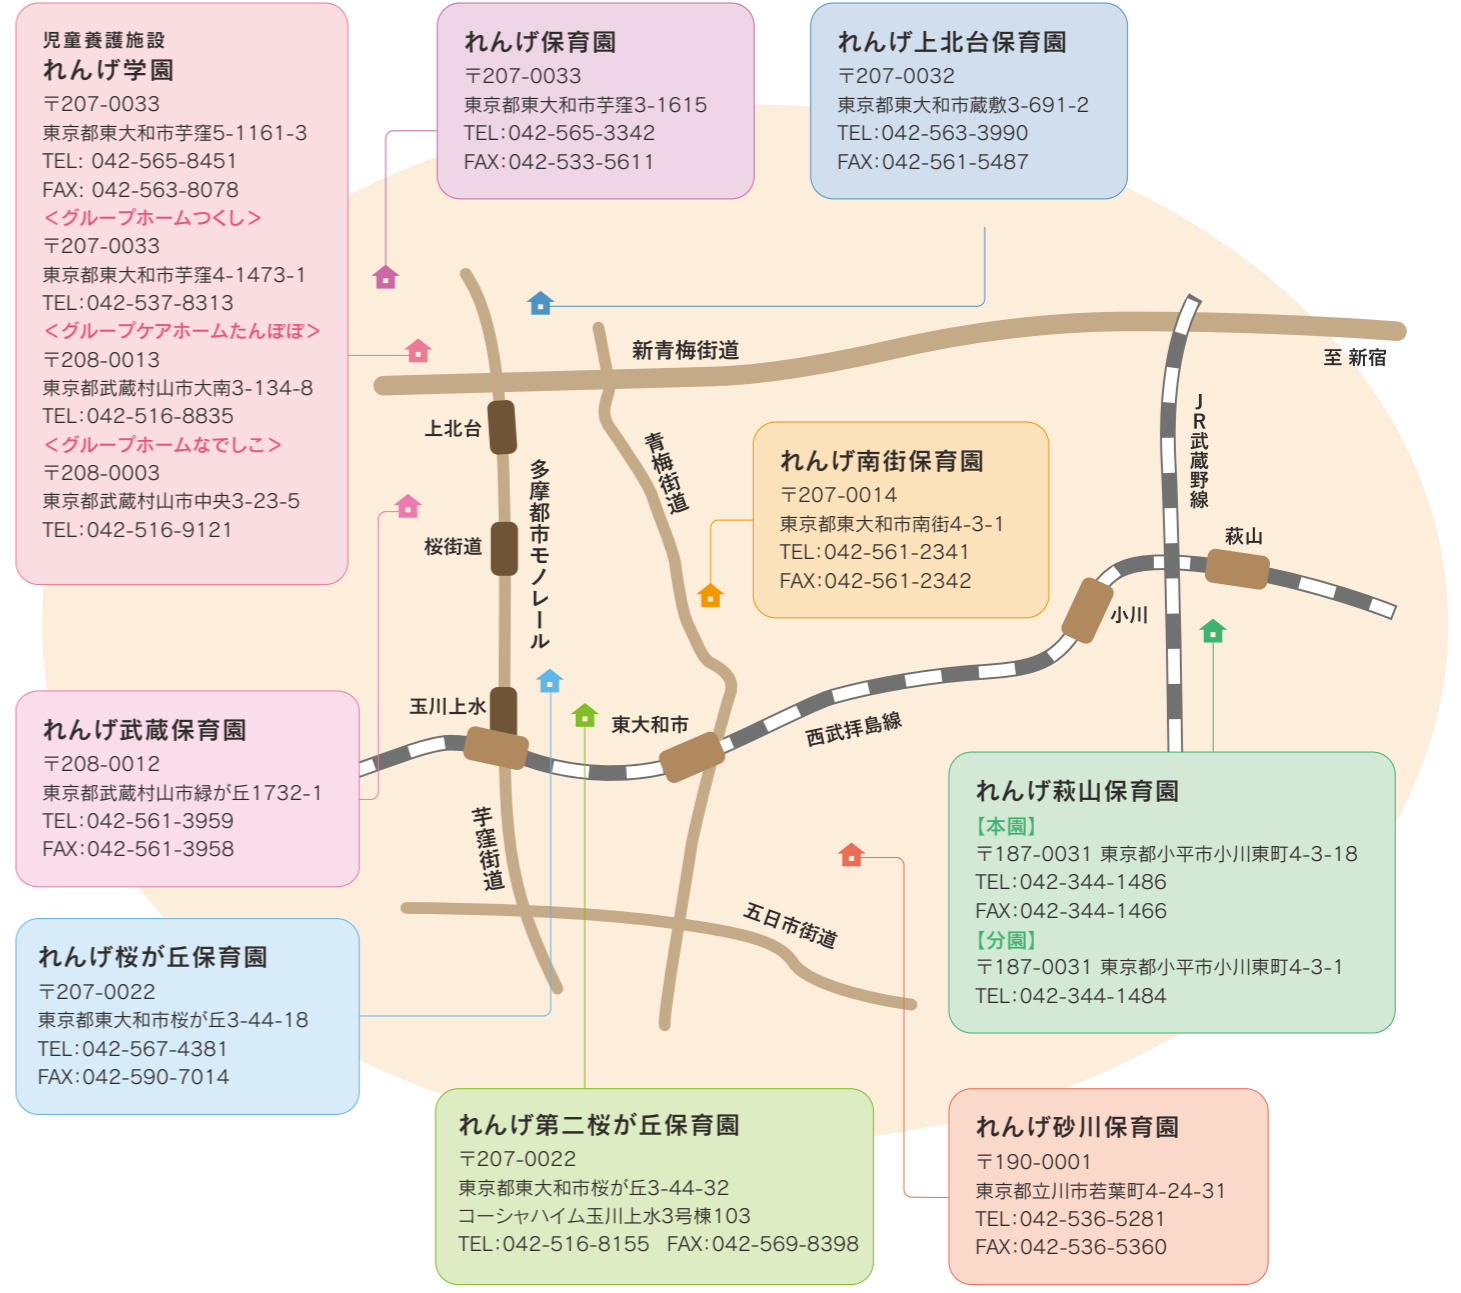 児童養護施設
れんげ学園
〒207-0033
東京都東大和市芋窪5-1161-3
TEL: 042-565-8451
FAX: 042-563-8078
＜グループホームつくし＞
〒207-0033
東京都東大和市芋窪4-1473-1
TEL:042-537-8313
＜グループケアホームたんぽぽ＞
〒208-0013
東京都武蔵村山市大南3-134-8
TEL:042-516-8835
＜グループホームなでしこ＞
〒208-0003
東京都武蔵村山市中央3-23-5
TEL:042-516-9121
れんげ保育園
〒207-0033
東京都東大和市芋窪3-1615
TEL:042-565-3342
FAX:042-533-5611
れんげ上北台保育園
〒207-0032
東京都東大和市蔵敷3-691-2
TEL:042-563-3990
FAX:042-561-5487
新青梅街道
至 新宿
上北台
青梅街道
JR武蔵野線
多摩都市モノレール
桜街道
れんげ南街保育園
〒207-0014
東京都東大和市南街4-3-1
TEL:042-561-2341
FAX:042-561-2342
萩山
小川
玉川上水
東大和市
西武拝島線
れんげ武蔵保育園
〒208-0012
東京都武蔵村山市緑が丘1732-1
TEL:042-561-3959
FAX:042-561-3958
芋窪街道
五日市街道
れんげ萩山保育園
【本園】
〒187-0031 東京都小平市小川東町4-3-18
TEL:042-344-1486
FAX:042-344-1466
【分園】
〒187-0031 東京都小平市小川東町4-3-1
TEL:042-344-1484
れんげ桜が丘保育園
〒207-0022
東京都東大和市桜が丘3-44-18
TEL:042-567-4381
FAX:042-590-7014
れんげ第二桜が丘保育園
〒207-0022
東京都東大和市桜が丘3-44-32
コーシャハイム玉川上水3号棟103
TEL:042-516-8155 FAX:042-569-8398
れんげ砂川保育園
〒190-0001
東京都立川市若葉町4-24-31
TEL:042-536-5281
FAX:042-536-5360